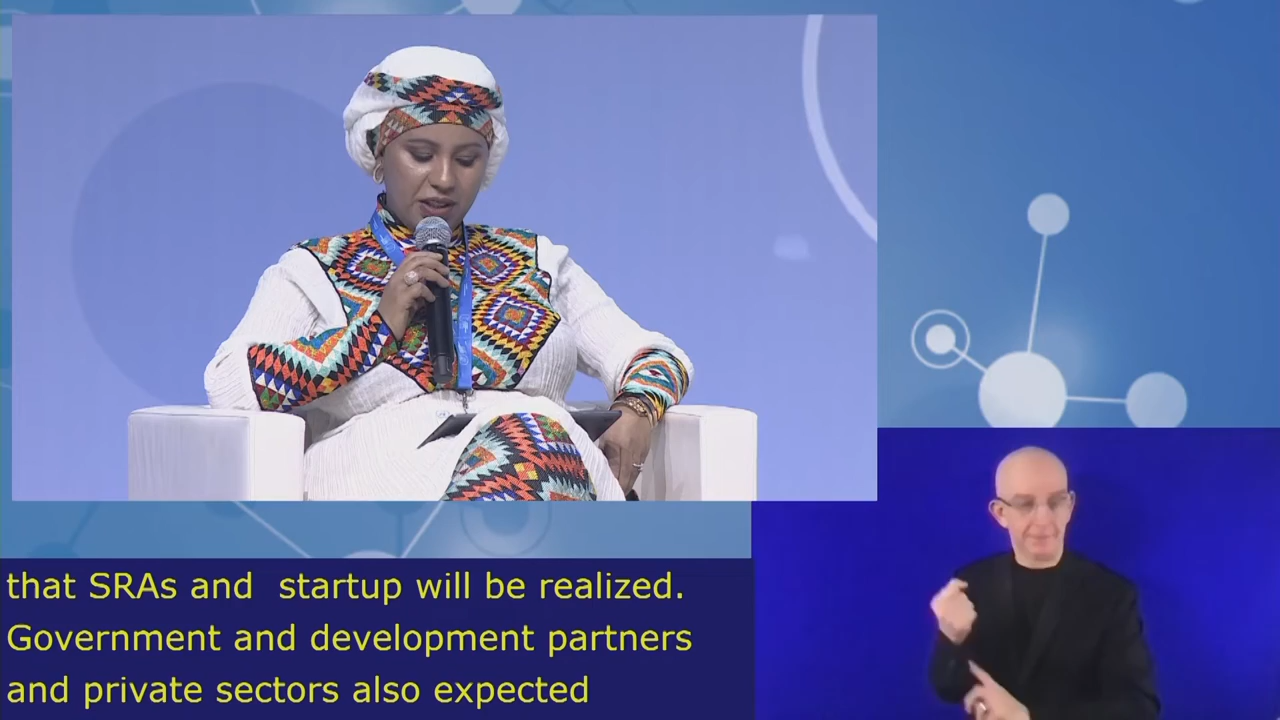 that SRAs and  startup will be realized.
Government and development partners
and private sectors also expected